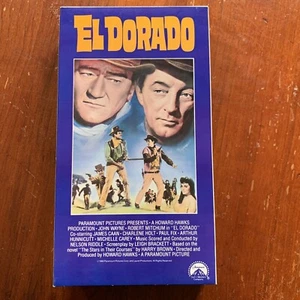 EL DORADO
PARAMOUNT PICTURES PRESENTS - A HOWARD HAWKS
PRODUCTION - JOHN WAYNE, ROBERT MITCHUM in "EL DORADO"
Co-starring JAMES CAAN - CHARLENE HOLT - PAUL FIX - ARTHUR
HUNNICUTT - MICHELE CAREY - Music Scored and Conducted by
NELSON RIDDLE - Screenplay by LEIGH BRACKETT - Based on the
novel "The Stars in Their Courses" by HARRY BROWN - Directed and
Produced by HOWARD HAWKS - A PARAMOUNT PICTURE